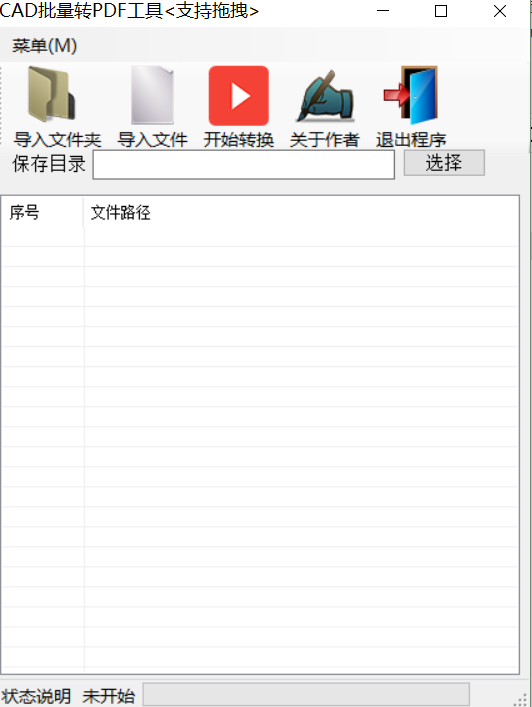 CAD批量转PDF工具<支持拖拽>
菜单(M)
导入文件夹 导入文件 开始转换 关于作者 退出程序
保存目录 选择
序号 文件路径
状态说明 未开始